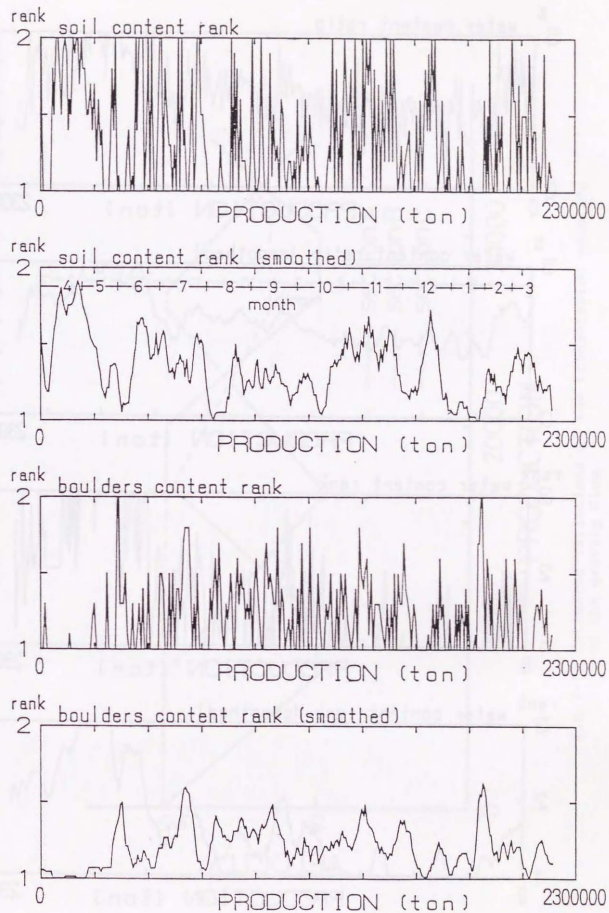 rank
soil content rank
2
1
0
PRODUCTION (ton)
2300000
rank
soil content rank (smoothed)
2
4 5 6 7 8 9 10 11 12 1 2 3
month
1
0
PRODUCTION (ton)
2300000
rank
boulders content rank
2
1
0
PRODUCTION (ton)
2300000
rank
boulders content rank (smoothed)
2
1
0
PRODUCTION (ton)
2300000